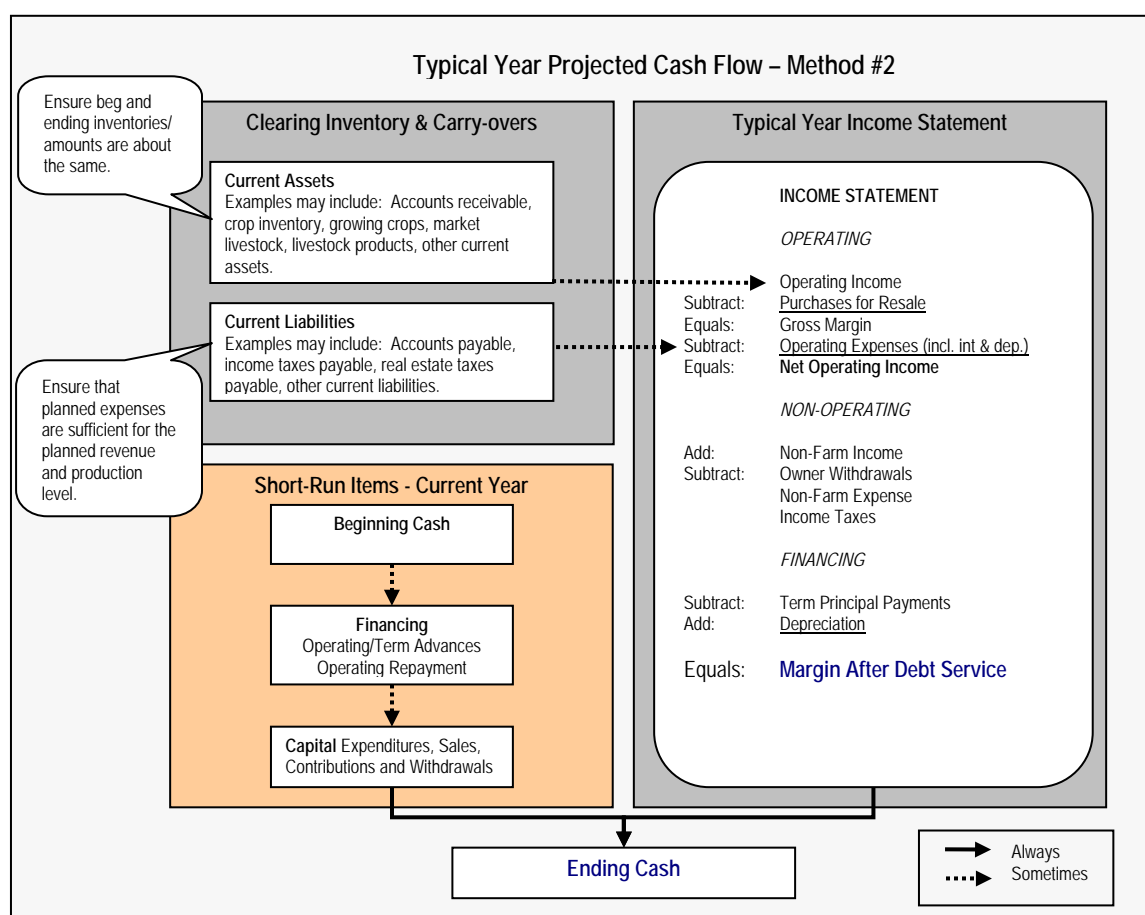 Typical Year Projected Cash Flow – Method #2
Ensure beg and
ending inventories/
amounts are about
the same.
Clearing Inventory & Carry-overs
Current Assets
Examples may include: Accounts receivable,
crop inventory, growing crops, market
livestock, livestock products, other current
assets.
Current Liabilities
Examples may include: Accounts payable,
income taxes payable, real estate taxes
payable, other current liabilities.
Ensure that
planned expenses
are sufficient for the
planned revenue
and production
level.
Short-Run Items - Current Year
Beginning Cash
Financing
Operating/Term Advances
Operating Repayment
Capital Expenditures, Sales,
Contributions and Withdrawals
Typical Year Income Statement
INCOME STATEMENT
OPERATING
Operating Income
Subtract: Purchases for Resale
Equals: Gross Margin
Subtract: Operating Expenses (incl. int & dep.)
Equals: Net Operating Income
NON-OPERATING
Add: Non-Farm Income
Subtract: Owner Withdrawals
Non-Farm Expense
Income Taxes
FINANCING
Subtract: Term Principal Payments
Add: Depreciation
Equals: Margin After Debt Service
Ending Cash
Always
Sometimes